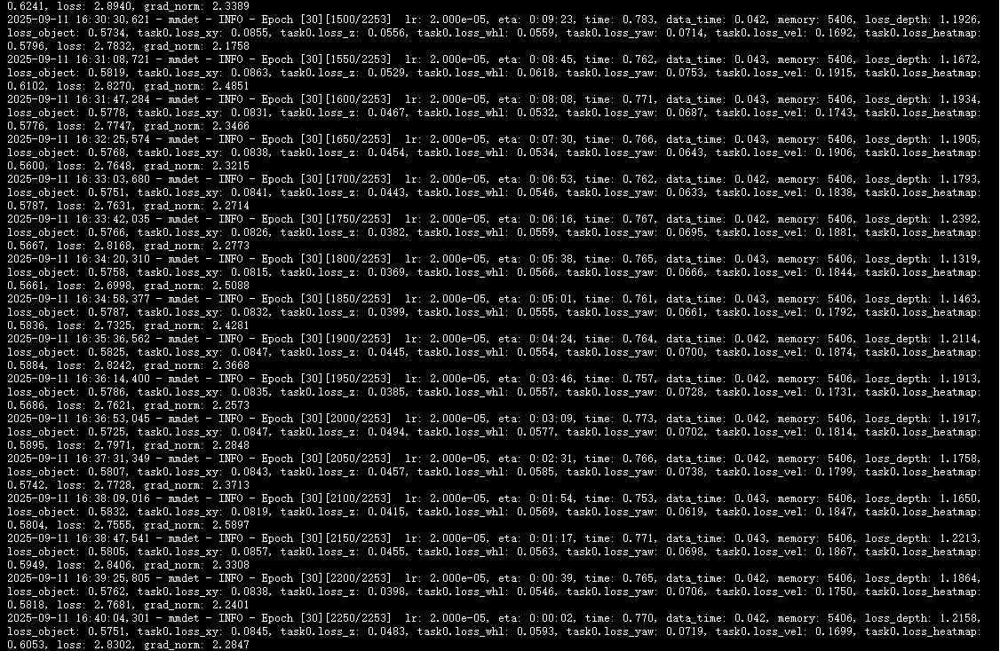 0.6241, loss: 2.8940, grad_norm: 2.3389
2025-09-11 16:30:30,621 - mmdet - INFO - Epoch [30][1500/2253]  lr: 2.000e-05, eta: 0:09:23, time: 0.783, data_time: 0.042, memory: 5406, loss_depth: 1.1926,
loss_object: 0.5734, task0.loss_xy: 0.0855, task0.loss_z: 0.0556, task0.loss_whl: 0.0559, task0.loss_yaw: 0.0714, task0.loss_vel: 0.1692, task0.loss_heatmap:
0.5796, loss: 2.7832, grad_norm: 2.1758
2025-09-11 16:31:08,721 - mmdet - INFO - Epoch [30][1550/2253]  lr: 2.000e-05, eta: 0:08:45, time: 0.762, data_time: 0.043, memory: 5406, loss_depth: 1.1672,
loss_object: 0.5819, task0.loss_xy: 0.0863, task0.loss_z: 0.0529, task0.loss_whl: 0.0618, task0.loss_yaw: 0.0753, task0.loss_vel: 0.1915, task0.loss_heatmap:
0.6102, loss: 2.8270, grad_norm: 2.4851
2025-09-11 16:31:47,284 - mmdet - INFO - Epoch [30][1600/2253]  lr: 2.000e-05, eta: 0:08:08, time: 0.771, data_time: 0.043, memory: 5406, loss_depth: 1.1934,
loss_object: 0.5778, task0.loss_xy: 0.0831, task0.loss_z: 0.0467, task0.loss_whl: 0.0532, task0.loss_yaw: 0.0687, task0.loss_vel: 0.1743, task0.loss_heatmap:
0.5776, loss: 2.7747, grad_norm: 2.3466
2025-09-11 16:32:25,574 - mmdet - INFO - Epoch [30][1650/2253]  lr: 2.000e-05, eta: 0:07:30, time: 0.766, data_time: 0.043, memory: 5406, loss_depth: 1.1905,
loss_object: 0.5768, task0.loss_xy: 0.0838, task0.loss_z: 0.0454, task0.loss_whl: 0.0534, task0.loss_yaw: 0.0643, task0.loss_vel: 0.1906, task0.loss_heatmap:
0.5600, loss: 2.7648, grad_norm: 2.3215
2025-09-11 16:33:03,680 - mmdet - INFO - Epoch [30][1700/2253]  lr: 2.000e-05, eta: 0:06:53, time: 0.762, data_time: 0.042, memory: 5406, loss_depth: 1.1793,
loss_object: 0.5751, task0.loss_xy: 0.0841, task0.loss_z: 0.0443, task0.loss_whl: 0.0546, task0.loss_yaw: 0.0633, task0.loss_vel: 0.1838, task0.loss_heatmap:
0.5787, loss: 2.7631, grad_norm: 2.2714
2025-09-11 16:33:42,035 - mmdet - INFO - Epoch [30][1750/2253]  lr: 2.000e-05, eta: 0:06:16, time: 0.767, data_time: 0.042, memory: 5406, loss_depth: 1.2392,
loss_object: 0.5766, task0.loss_xy: 0.0826, task0.loss_z: 0.0382, task0.loss_whl: 0.0559, task0.loss_yaw: 0.0695, task0.loss_vel: 0.1881, task0.loss_heatmap:
0.5667, loss: 2.8168, grad_norm: 2.2773
2025-09-11 16:34:20,310 - mmdet - INFO - Epoch [30][1800/2253]  lr: 2.000e-05, eta: 0:05:38, time: 0.765, data_time: 0.043, memory: 5406, loss_depth: 1.1319,
loss_object: 0.5758, task0.loss_xy: 0.0815, task0.loss_z: 0.0369, task0.loss_whl: 0.0566, task0.loss_yaw: 0.0666, task0.loss_vel: 0.1844, task0.loss_heatmap:
0.5661, loss: 2.6998, grad_norm: 2.5088
2025-09-11 16:34:58,377 - mmdet - INFO - Epoch [30][1850/2253]  lr: 2.000e-05, eta: 0:05:01, time: 0.761, data_time: 0.043, memory: 5406, loss_depth: 1.1463,
loss_object: 0.5787, task0.loss_xy: 0.0832, task0.loss_z: 0.0399, task0.loss_whl: 0.0555, task0.loss_yaw: 0.0661, task0.loss_vel: 0.1792, task0.loss_heatmap:
0.5836, loss: 2.7325, grad_norm: 2.4281
2025-09-11 16:35:36,562 - mmdet - INFO - Epoch [30][1900/2253]  lr: 2.000e-05, eta: 0:04:24, time: 0.764, data_time: 0.042, memory: 5406, loss_depth: 1.2114,
loss_object: 0.5825, task0.loss_xy: 0.0847, task0.loss_z: 0.0445, task0.loss_whl: 0.0554, task0.loss_yaw: 0.0700, task0.loss_vel: 0.1874, task0.loss_heatmap:
0.5884, loss: 2.8242, grad_norm: 2.3668
2025-09-11 16:36:14,400 - mmdet - INFO - Epoch [30][1950/2253]  lr: 2.000e-05, eta: 0:03:46, time: 0.757, data_time: 0.042, memory: 5406, loss_depth: 1.1913,
loss_object: 0.5786, task0.loss_xy: 0.0835, task0.loss_z: 0.0385, task0.loss_whl: 0.0557, task0.loss_yaw: 0.0728, task0.loss_vel: 0.1731, task0.loss_heatmap:
0.5686, loss: 2.7621, grad_norm: 2.2573
2025-09-11 16:36:53,045 - mmdet - INFO - Epoch [30][2000/2253]  lr: 2.000e-05, eta: 0:03:09, time: 0.773, data_time: 0.042, memory: 5406, loss_depth: 1.1917,
loss_object: 0.5725, task0.loss_xy: 0.0847, task0.loss_z: 0.0494, task0.loss_whl: 0.0577, task0.loss_yaw: 0.0702, task0.loss_vel: 0.1814, task0.loss_heatmap:
0.5895, loss: 2.7971, grad_norm: 2.2848
2025-09-11 16:37:31,349 - mmdet - INFO - Epoch [30][2050/2253]  lr: 2.000e-05, eta: 0:02:31, time: 0.766, data_time: 0.042, memory: 5406, loss_depth: 1.1758,
loss_object: 0.5807, task0.loss_xy: 0.0843, task0.loss_z: 0.0457, task0.loss_whl: 0.0585, task0.loss_yaw: 0.0738, task0.loss_vel: 0.1799, task0.loss_heatmap:
0.5742, loss: 2.7728, grad_norm: 2.3713
2025-09-11 16:38:09,016 - mmdet - INFO - Epoch [30][2100/2253]  lr: 2.000e-05, eta: 0:01:54, time: 0.753, data_time: 0.043, memory: 5406, loss_depth: 1.1650,
loss_object: 0.5832, task0.loss_xy: 0.0819, task0.loss_z: 0.0415, task0.loss_whl: 0.0569, task0.loss_yaw: 0.0619, task0.loss_vel: 0.1847, task0.loss_heatmap:
0.5804, loss: 2.7555, grad_norm: 2.5897
2025-09-11 16:38:47,541 - mmdet - INFO - Epoch [30][2150/2253]  lr: 2.000e-05, eta: 0:01:17, time: 0.771, data_time: 0.043, memory: 5406, loss_depth: 1.2213,
loss_object: 0.5805, task0.loss_xy: 0.0857, task0.loss_z: 0.0455, task0.loss_whl: 0.0563, task0.loss_yaw: 0.0698, task0.loss_vel: 0.1867, task0.loss_heatmap:
0.5949, loss: 2.8406, grad_norm: 2.3308
2025-09-11 16:39:25,805 - mmdet - INFO - Epoch [30][2200/2253]  lr: 2.000e-05, eta: 0:00:39, time: 0.765, data_time: 0.042, memory: 5406, loss_depth: 1.1864,
loss_object: 0.5762, task0.loss_xy: 0.0838, task0.loss_z: 0.0398, task0.loss_whl: 0.0546, task0.loss_yaw: 0.0706, task0.loss_vel: 0.1750, task0.loss_heatmap:
0.5818, loss: 2.7681, grad_norm: 2.2401
2025-09-11 16:40:04,301 - mmdet - INFO - Epoch [30][2250/2253]  lr: 2.000e-05, eta: 0:00:02, time: 0.770, data_time: 0.042, memory: 5406, loss_depth: 1.2158,
loss_object: 0.5751, task0.loss_xy: 0.0845, task0.loss_z: 0.0483, task0.loss_whl: 0.0593, task0.loss_yaw: 0.0719, task0.loss_vel: 0.1699, task0.loss_heatmap:
0.6053, loss: 2.8302, grad_norm: 2.2847